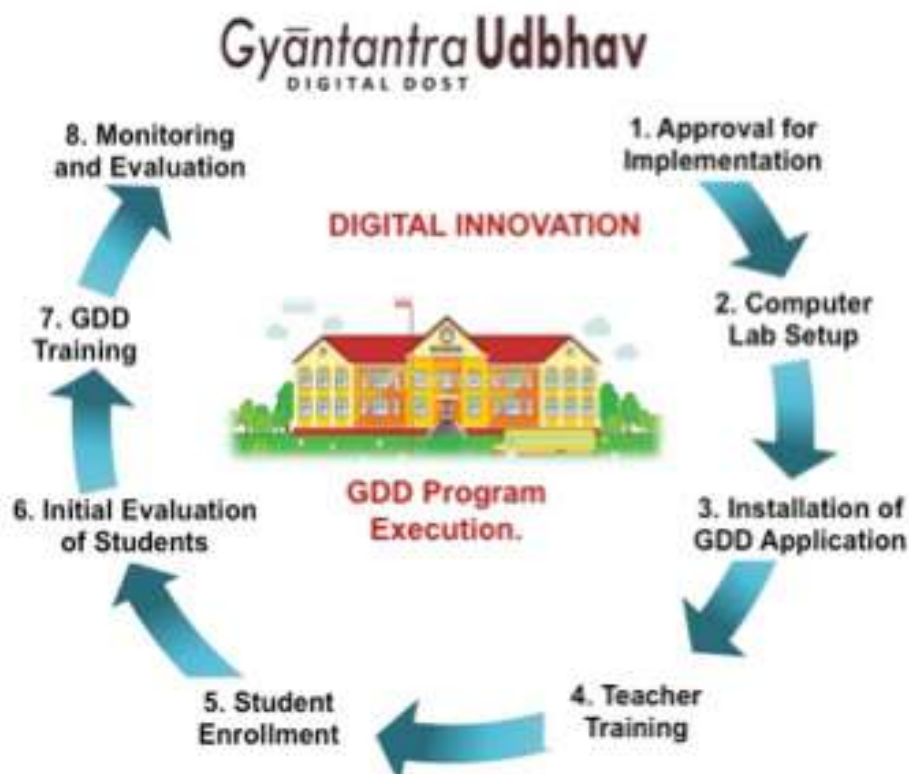 Gyāntantra Udbhav
DIGITAL DOST
8. Monitoring
and Evaluation
1. Approval for
Implementation
DIGITAL INNOVATION
2. Computer
Lab Setup
7. GDD
Training
GDD Program
Execution.
3. Installation of
GDD Application
6. Initial Evaluation
of Students
4. Teacher
Training
5. Student
Enrollment